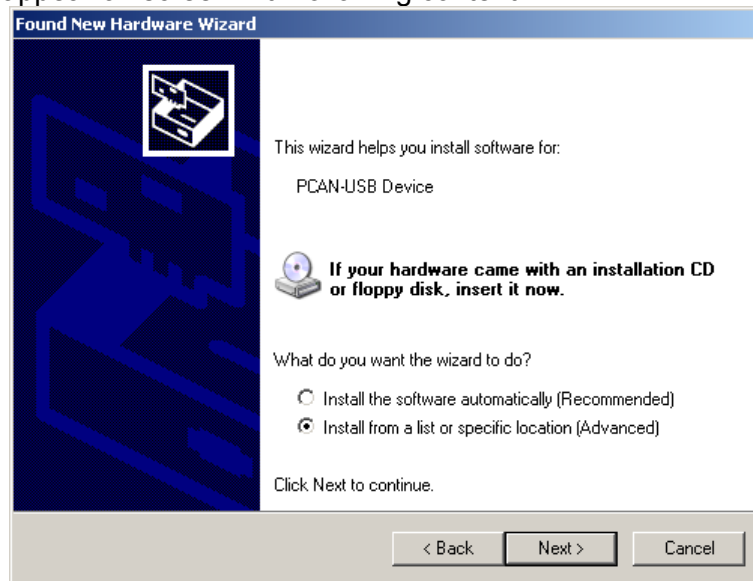 Found New Hardware Wizard
This wizard helps you install software for:
PCAN-USB Device
If your hardware came with an installation CD
or floppy disk, insert it now.
What do you want the wizard to do?
Install the software automatically (Recommended)
Install from a list or specific location (Advanced)
Click Next to continue.
< Back Next > Cancel